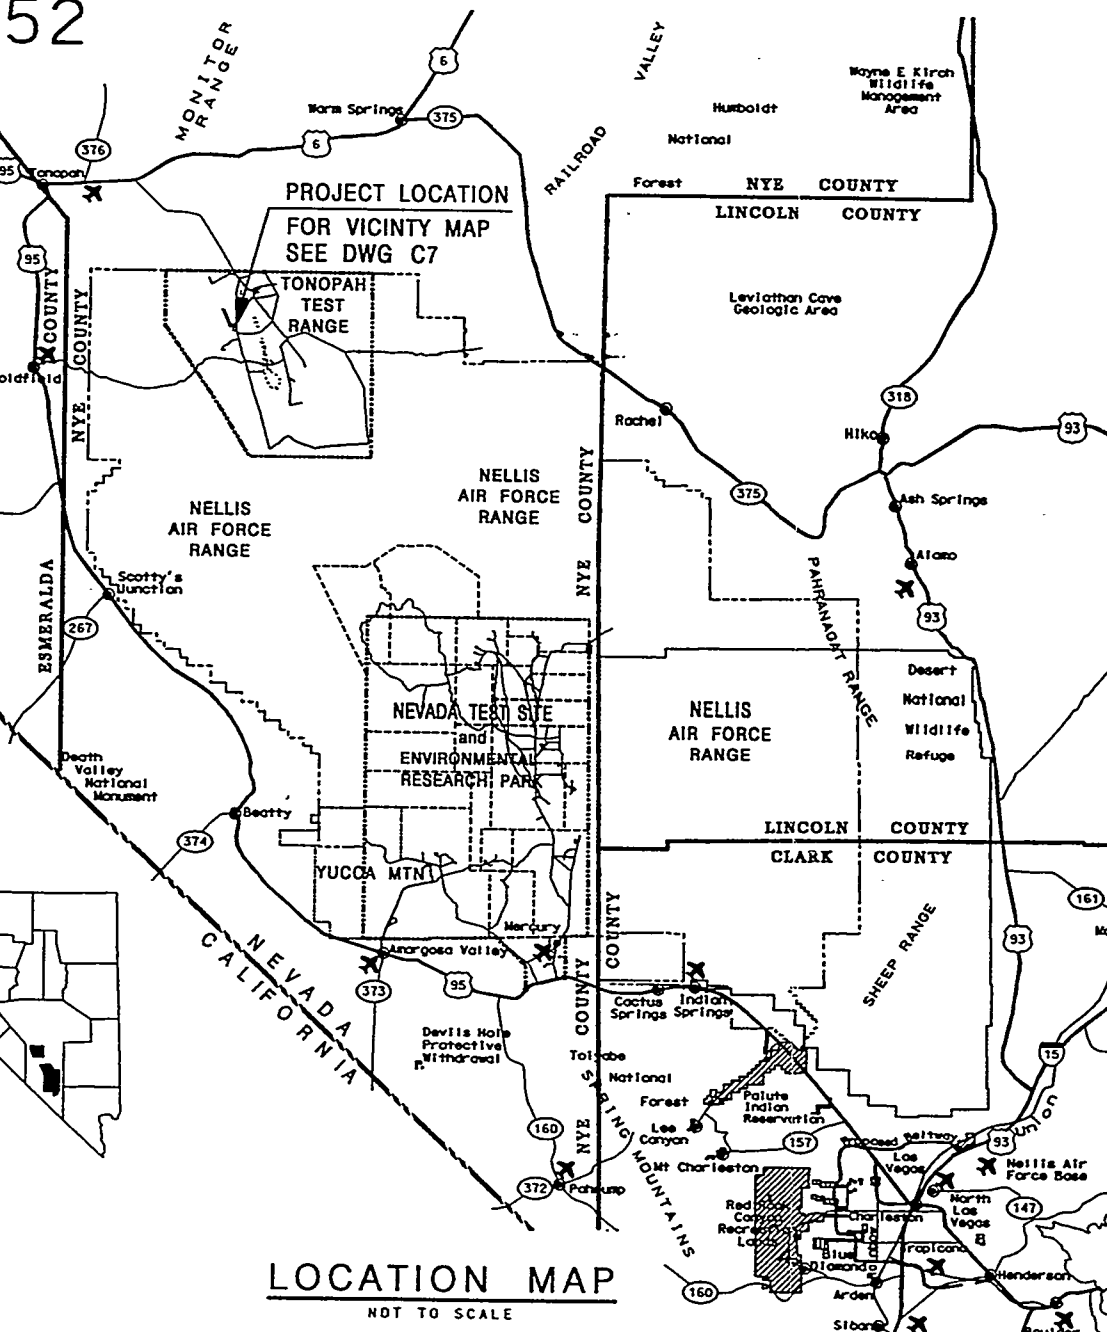 52
MONITOR
RANGE
6
Warm Springs
375
6
376
95
Tonopah
VALLEY
RAILROAD
Wayne E Kirch
Wildlife
Management
Area
Humboldt
National
Forest
NYE COUNTY
LINCOLN COUNTY
PROJECT LOCATION
FOR VICINTY MAP
SEE DWG C7
95
COUNTY
NYE COUNTY
TONOPAH
TEST
RANGE
Leviathan Cave
Geologic Area
oldfield
Rachel
318
Hiko
93
375
Ash Springs
Alamo
93
NELLIS
AIR FORCE
RANGE
NELLIS
AIR FORCE
RANGE
NYE COUNTY
PAHRANAGAT RANGE
ESMERALDA
Scotty's
Junction
267
Desert
National
Wildlife
Refuge
NEVADA TEST SITE
and
ENVIRONMENTAL
RESEARCH PARK
NELLIS
AIR FORCE
RANGE
Death
Valley
National
Monument
Beatty
374
LINCOLN COUNTY
CLARK COUNTY
YUCCA MTN
161
SHEEP RANGE
93
Mercury
Amargosa Valley
NEVADA
CALIFORNIA
373
95
NYE COUNTY COUNTY
Cactus
Springs
Indian
Springs
Devils Hole
Protective
Withdrawal
Toiyabe
National
Forest
SPRING MOUNTAINS
Paiute
Indian
Reservation
15
Union
93
Lee
Canyon
157
Proposed Beltway
Las
Vegas
Nellis Air
Force Base
160
Mt Charleston
372
Pahrump
Charleston
North
Las
Vegas
147
Blue
Diamond
Tropicana
Henderson
160
Arden
LOCATION MAP
NOT TO SCALE